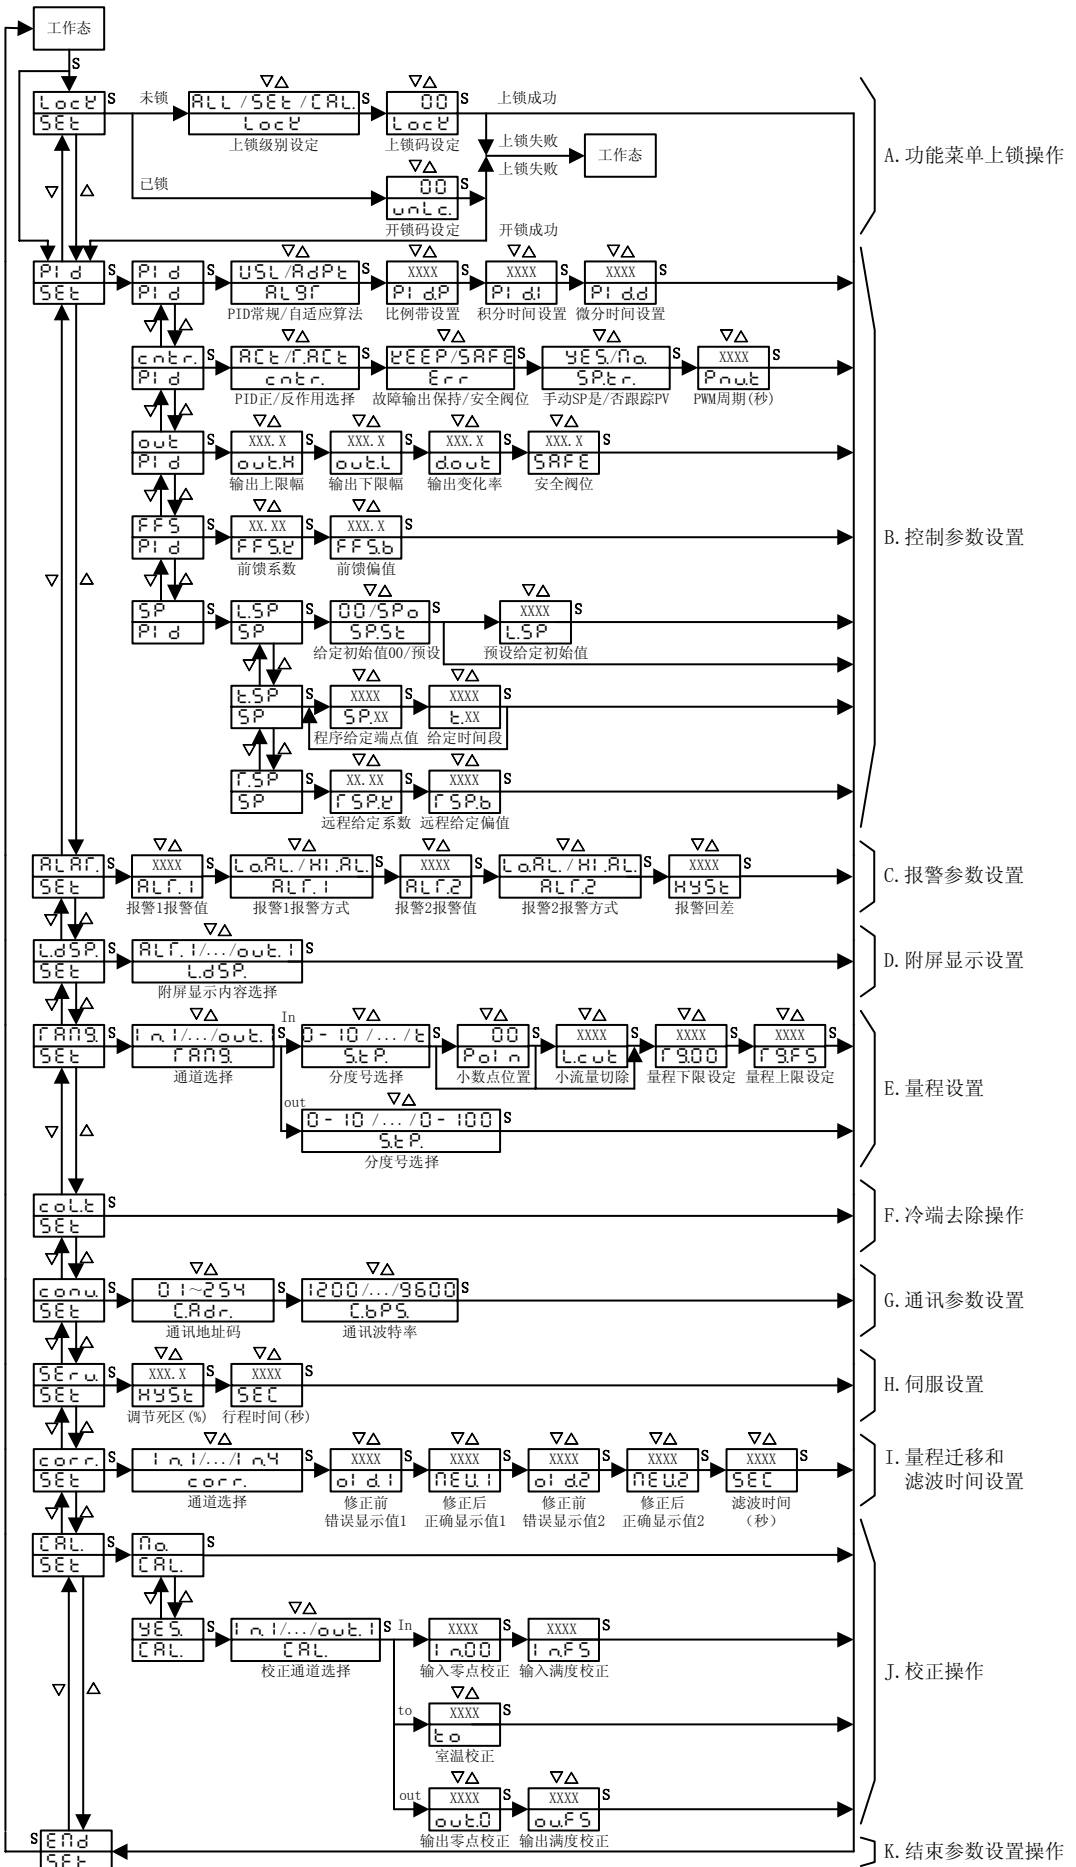 工作态
S
▽△ ▽△
LocK S 未锁 ALL/SEt/CAL. S 00 S 上锁成功
SEt LocK LocK
上锁级别设定 上锁码设定 上锁失败 工作态 A.功能菜单上锁操作
▽ △ 已锁 ▽△ 上锁失败
00 S
unLc.
开锁码设定 开锁成功
▽△ ▽△ ▽△ ▽△
PId S PId S USL/AdPt S XXXX S XXXX S XXXX S
SEt PId ALGr PId.P PId.I PId.d
PID常规/自适应算法 比例带设置 积分时间设置 微分时间设置
▽ △ ▽△ ▽△ ▽△ ▽△
cntr. S ACt/r.ACt S KEEP/SAFE S YES/no. S XXXX S
PId cntr. Err SP.tr. Pnu.t
PID正/反作用选择 故障输出保持/安全阀位 手动SP是/否跟踪PV PWM周期(秒)
▽ △ ▽△ ▽△ ▽△ ▽△
out S XXX.X S XXX.X S XXX.X S XXX.X S
PId out.H out.L d.out SAFE
输出上限幅 输出下限幅 输出变化率 安全阀位
▽ △ ▽△ ▽△
FFS S XX.XX S XXX.X S
PId FFS.K FFS.b B.控制参数设置
前馈系数 前馈偏值
▽ △ ▽ △ ▽△ ▽△
SP S L.SP S 00/SPo S XXXX S
PId SP SP.St L.SP
给定初始值00/预设 预设给定初始值
▽ △ ▽△ ▽△
t.SP S XXXX S XXXX S
SP SP.XX t.XX
程序给定端点值 给定时间段
▽ △ ▽△ ▽△
r.SP S XX.XX S XXXX S
SP rSP.K rSP.b
远程给定系数 远程给定偏值
▽△ ▽△ ▽△ ▽△ ▽△
ALAr. S XXXX S Lo.AL./HI.AL. S XXXX S Lo.AL./HI.AL. S XXXX S
SEt ALr.1 ALr.1 ALr.2 ALr.2 HYSt C.报警参数设置
报警1报警值 报警1报警方式 报警2报警值 报警2报警方式 报警回差
▽ △ ▽△
L.dSP. S ALr.1/.../out.1 S
SEt L.dSP. D.附屏显示设置
附屏显示内容选择
▽ △ ▽△ ▽△ ▽△ ▽△ ▽△ ▽△
rAnG. S In.1/.../out.1 S In 0-10/.../t S 00 S XXXX S XXXX S XXXX S
SEt rAnG. S.t.P. PoIn L.cut rG.00 rG.FS
通道选择 分度号选择 小数点位置 小流量切除 量程下限设定 量程上限设定
E.量程设置
▽△
out 0-10/.../0-100 S
▽ △ S.t.P.
分度号选择
coL.t S
SEt F.冷端去除操作
▽ △ ▽△ ▽△
conu. S 01~254 S 1200/.../9600 S
SEt C.Adr. C.bPS. G.通讯参数设置
通讯地址码 通讯波特率
▽ △ ▽△ ▽△
SEru. S XXX.X S XXXX S
SEt HYSt SEC H.伺服设置
调节死区(%) 行程时间(秒)
▽ △ ▽△ ▽△ ▽△ ▽△ ▽△ ▽△
corr. S In.1/.../In.4 S XXXX S XXXX S XXXX S XXXX S XXXX S I.量程迁移和
SEt corr. oId.1 nEU.1 oId.2 nEU.2 SEC 滤波时间设置
通道选择 修正前 修正后 修正前 修正后 滤波时间
错误显示值1 正确显示值1 错误显示值2 正确显示值2 (秒)
▽ △
CAL. S no. S
SEt CAL.
▽ △ ▽△ ▽△ ▽△
YES. S In.1/.../out.1 S In XXXX S XXXX S
CAL. CAL. In.00 In.FS
校正通道选择 输入零点校正 输入满度校正 J.校正操作
▽ △ ▽△
to XXXX S
to
室温校正
▽△ ▽△
out XXXX S XXXX S
out.0 ou.FS
输出零点校正 输出满度校正
S End
SEt K.结束参数设置操作